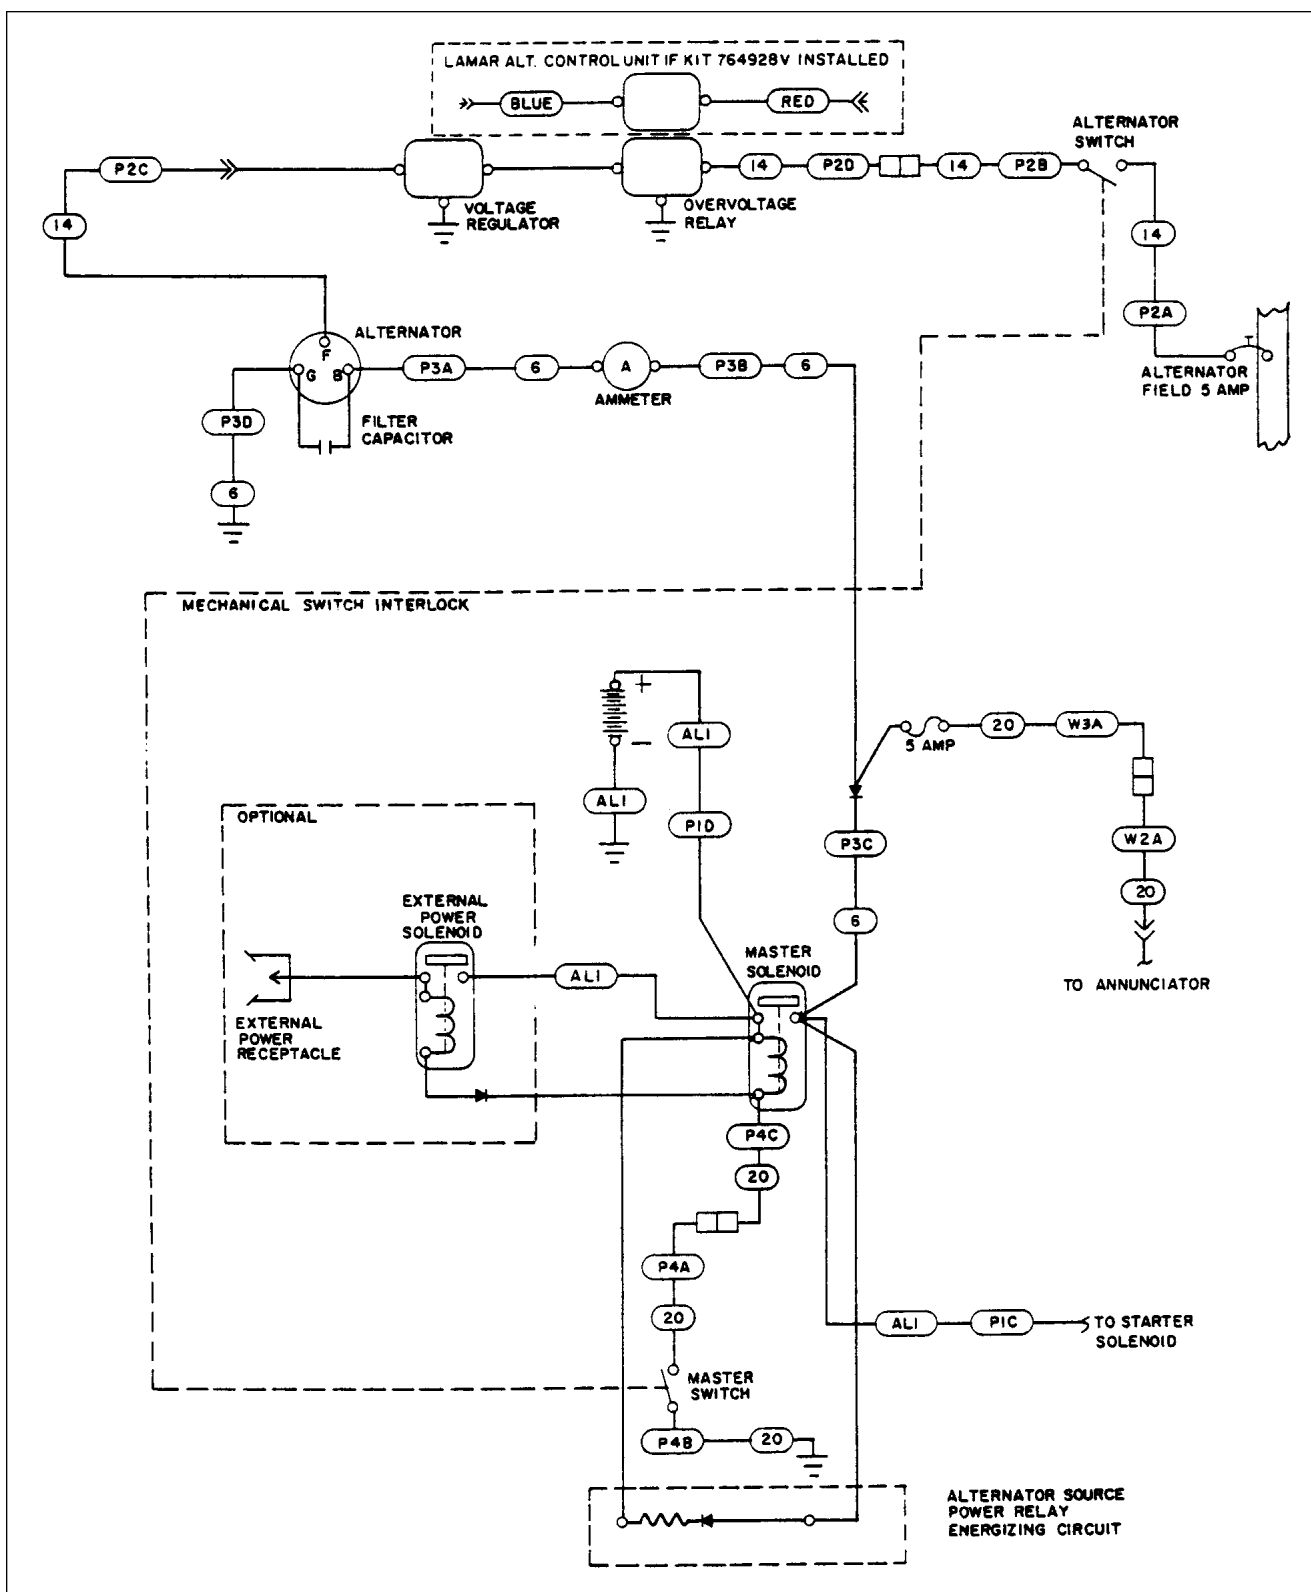 LAMAR ALT. CONTROL UNIT IF KIT 764928V INSTALLED
BLUE
RED
ALTERNATOR
SWITCH
P2C
14
P2D
14
P2B
VOLTAGE
REGULATOR
OVERVOLTAGE
RELAY
14
14
P2A
ALTERNATOR
FIELD 5 AMP
ALTERNATOR
F
G
B
P3A
6
A
AMMETER
P3B
6
P3D
FILTER
CAPACITOR
6
MECHANICAL SWITCH INTERLOCK
+
–
AL1
AL1
P1D
5 AMP
20
W3A
W2A
20
TO ANNUNCIATOR
P3C
6
OPTIONAL
EXTERNAL
POWER
SOLENOID
AL1
MASTER
SOLENOID
EXTERNAL
POWER
RECEPTACLE
P4C
20
P4A
20
AL1
P1C
TO STARTER
SOLENOID
MASTER
SWITCH
P4B
20
ALTERNATOR SOURCE
POWER RELAY
ENERGIZING CIRCUIT